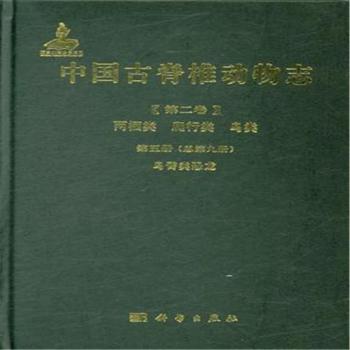 中国古脊椎动物志
【第二卷】
两栖类 爬行类 鸟类
第五册（总第九册）
鸟臀类恐龙
科学出版社